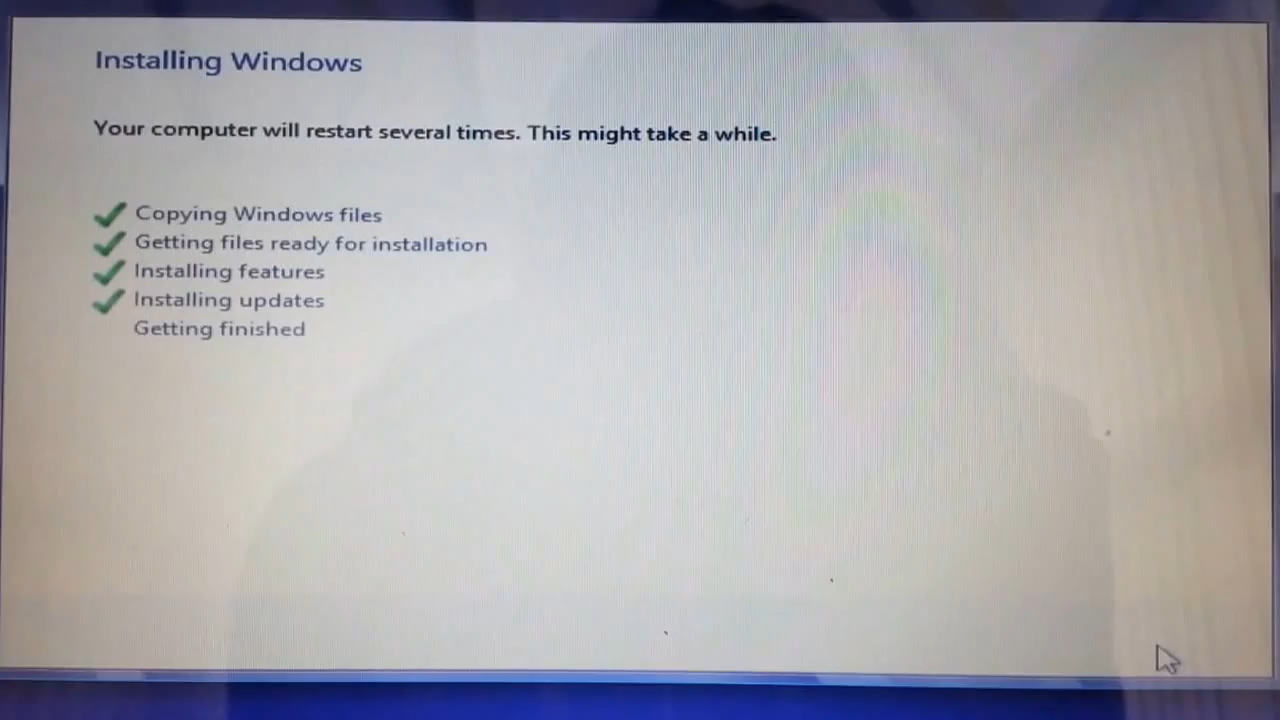 Installing Windows
Your computer will restart several times. This might take a while.
Copying Windows files
Getting files ready for installation
Installing features
Installing updates
Getting finished